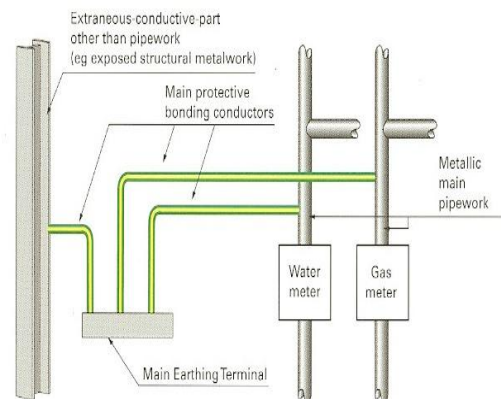 Extraneous-conductive-part
other than pipework
(eg exposed structural metalwork)
Main protective
bonding conductors
Metallic
main
pipework
Water
meter
Gas
meter
Main Earthing Terminal